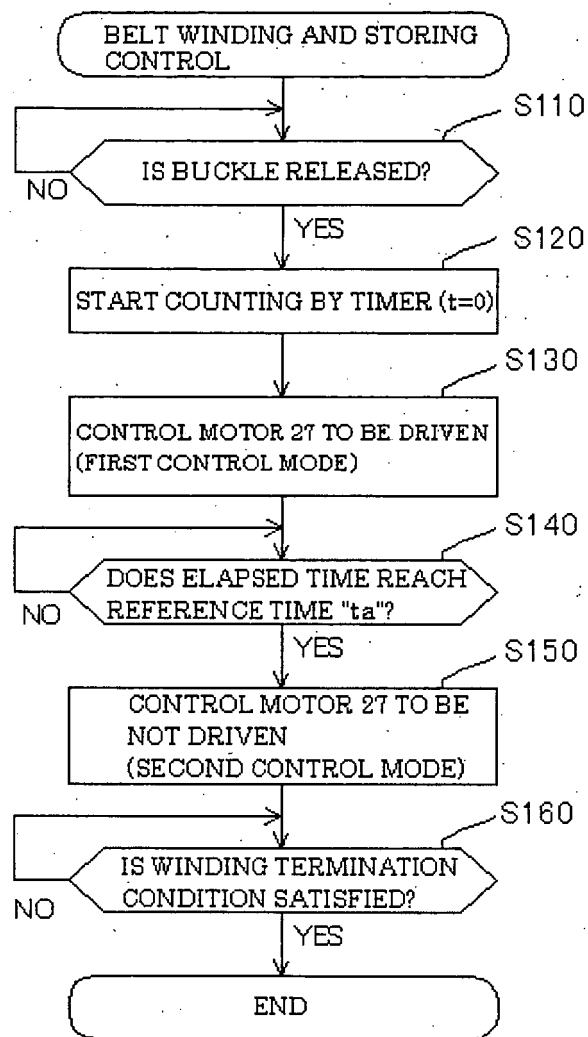 BELT WINDING AND STORING
CONTROL
S110
IS BUCKLE RELEASED?
NO
YES
S120
START COUNTING BY TIMER (t=0)
S130
CONTROL MOTOR 27 TO BE DRIVEN
(FIRST CONTROL MODE)
S140
DOES ELAPSED TIME REACH
REFERENCE TIME "ta"?
NO
YES
S150
CONTROL MOTOR 27 TO BE
NOT DRIVEN
(SECOND CONTROL MODE)
S160
IS WINDING TERMINATION
CONDITION SATISFIED?
NO
YES
END